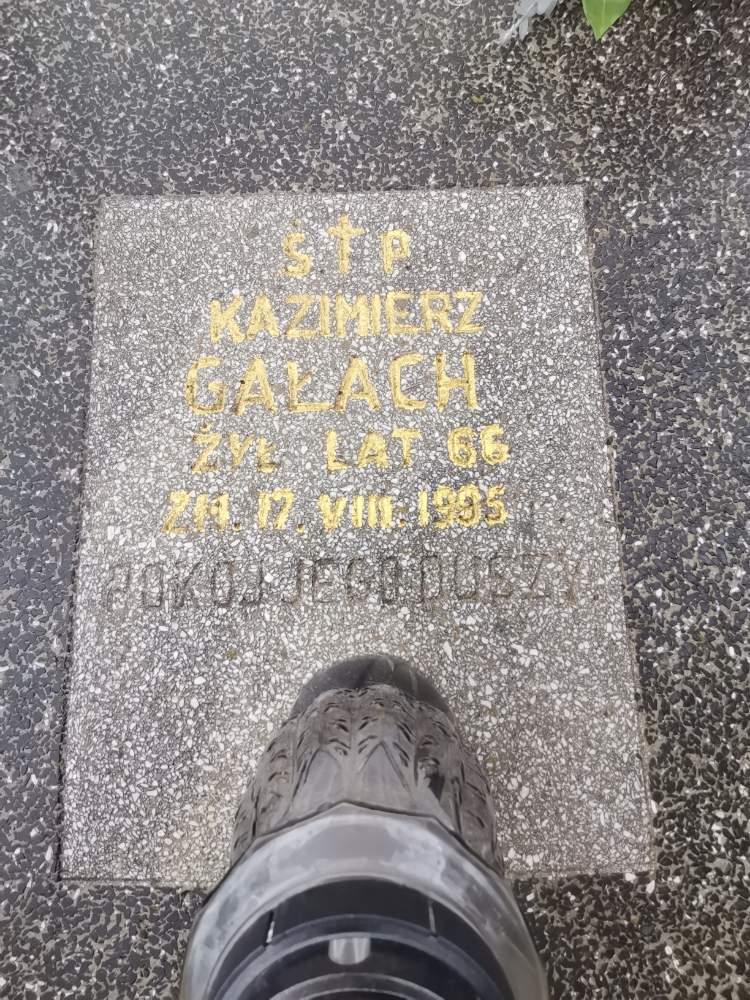 Ś † P
KAZIMIERZ
GAŁACH
ŻYŁ LAT 66
ZM. 17. VIII. 1995
POKÓJ JEGO DUSZY.